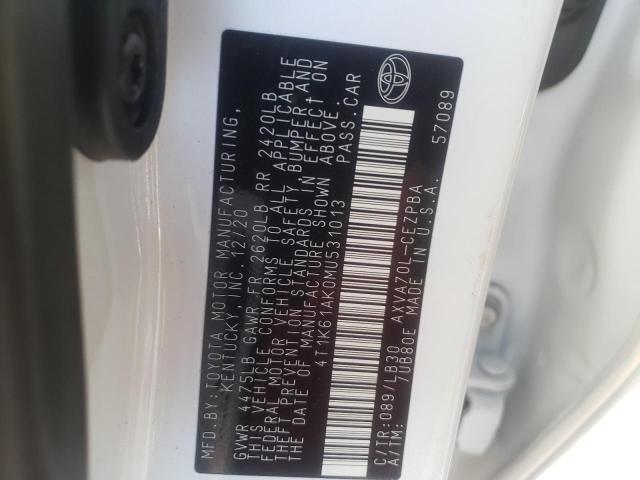 MFD.BY:TOYOTA MOTOR MANUFACTURING,
KENTUCKY, INC. 12/20
GVWR 4475LB GAWR FR 2620LB RR 2420LB
THIS VEHICLE CONFORMS TO ALL APPLICABLE
FEDERAL MOTOR VEHICLE SAFETY, BUMPER, AND
THEFT PREVENTION STANDARDS IN EFFECT ON
THE DATE OF MANUFACTURE SHOWN ABOVE.
4T1K61AK0MU531013 PASS.CAR
C/TR:089/LB30 AXVA70L-CEZPBA
A/TM: 7UB80E MADE IN U.S.A. 57089